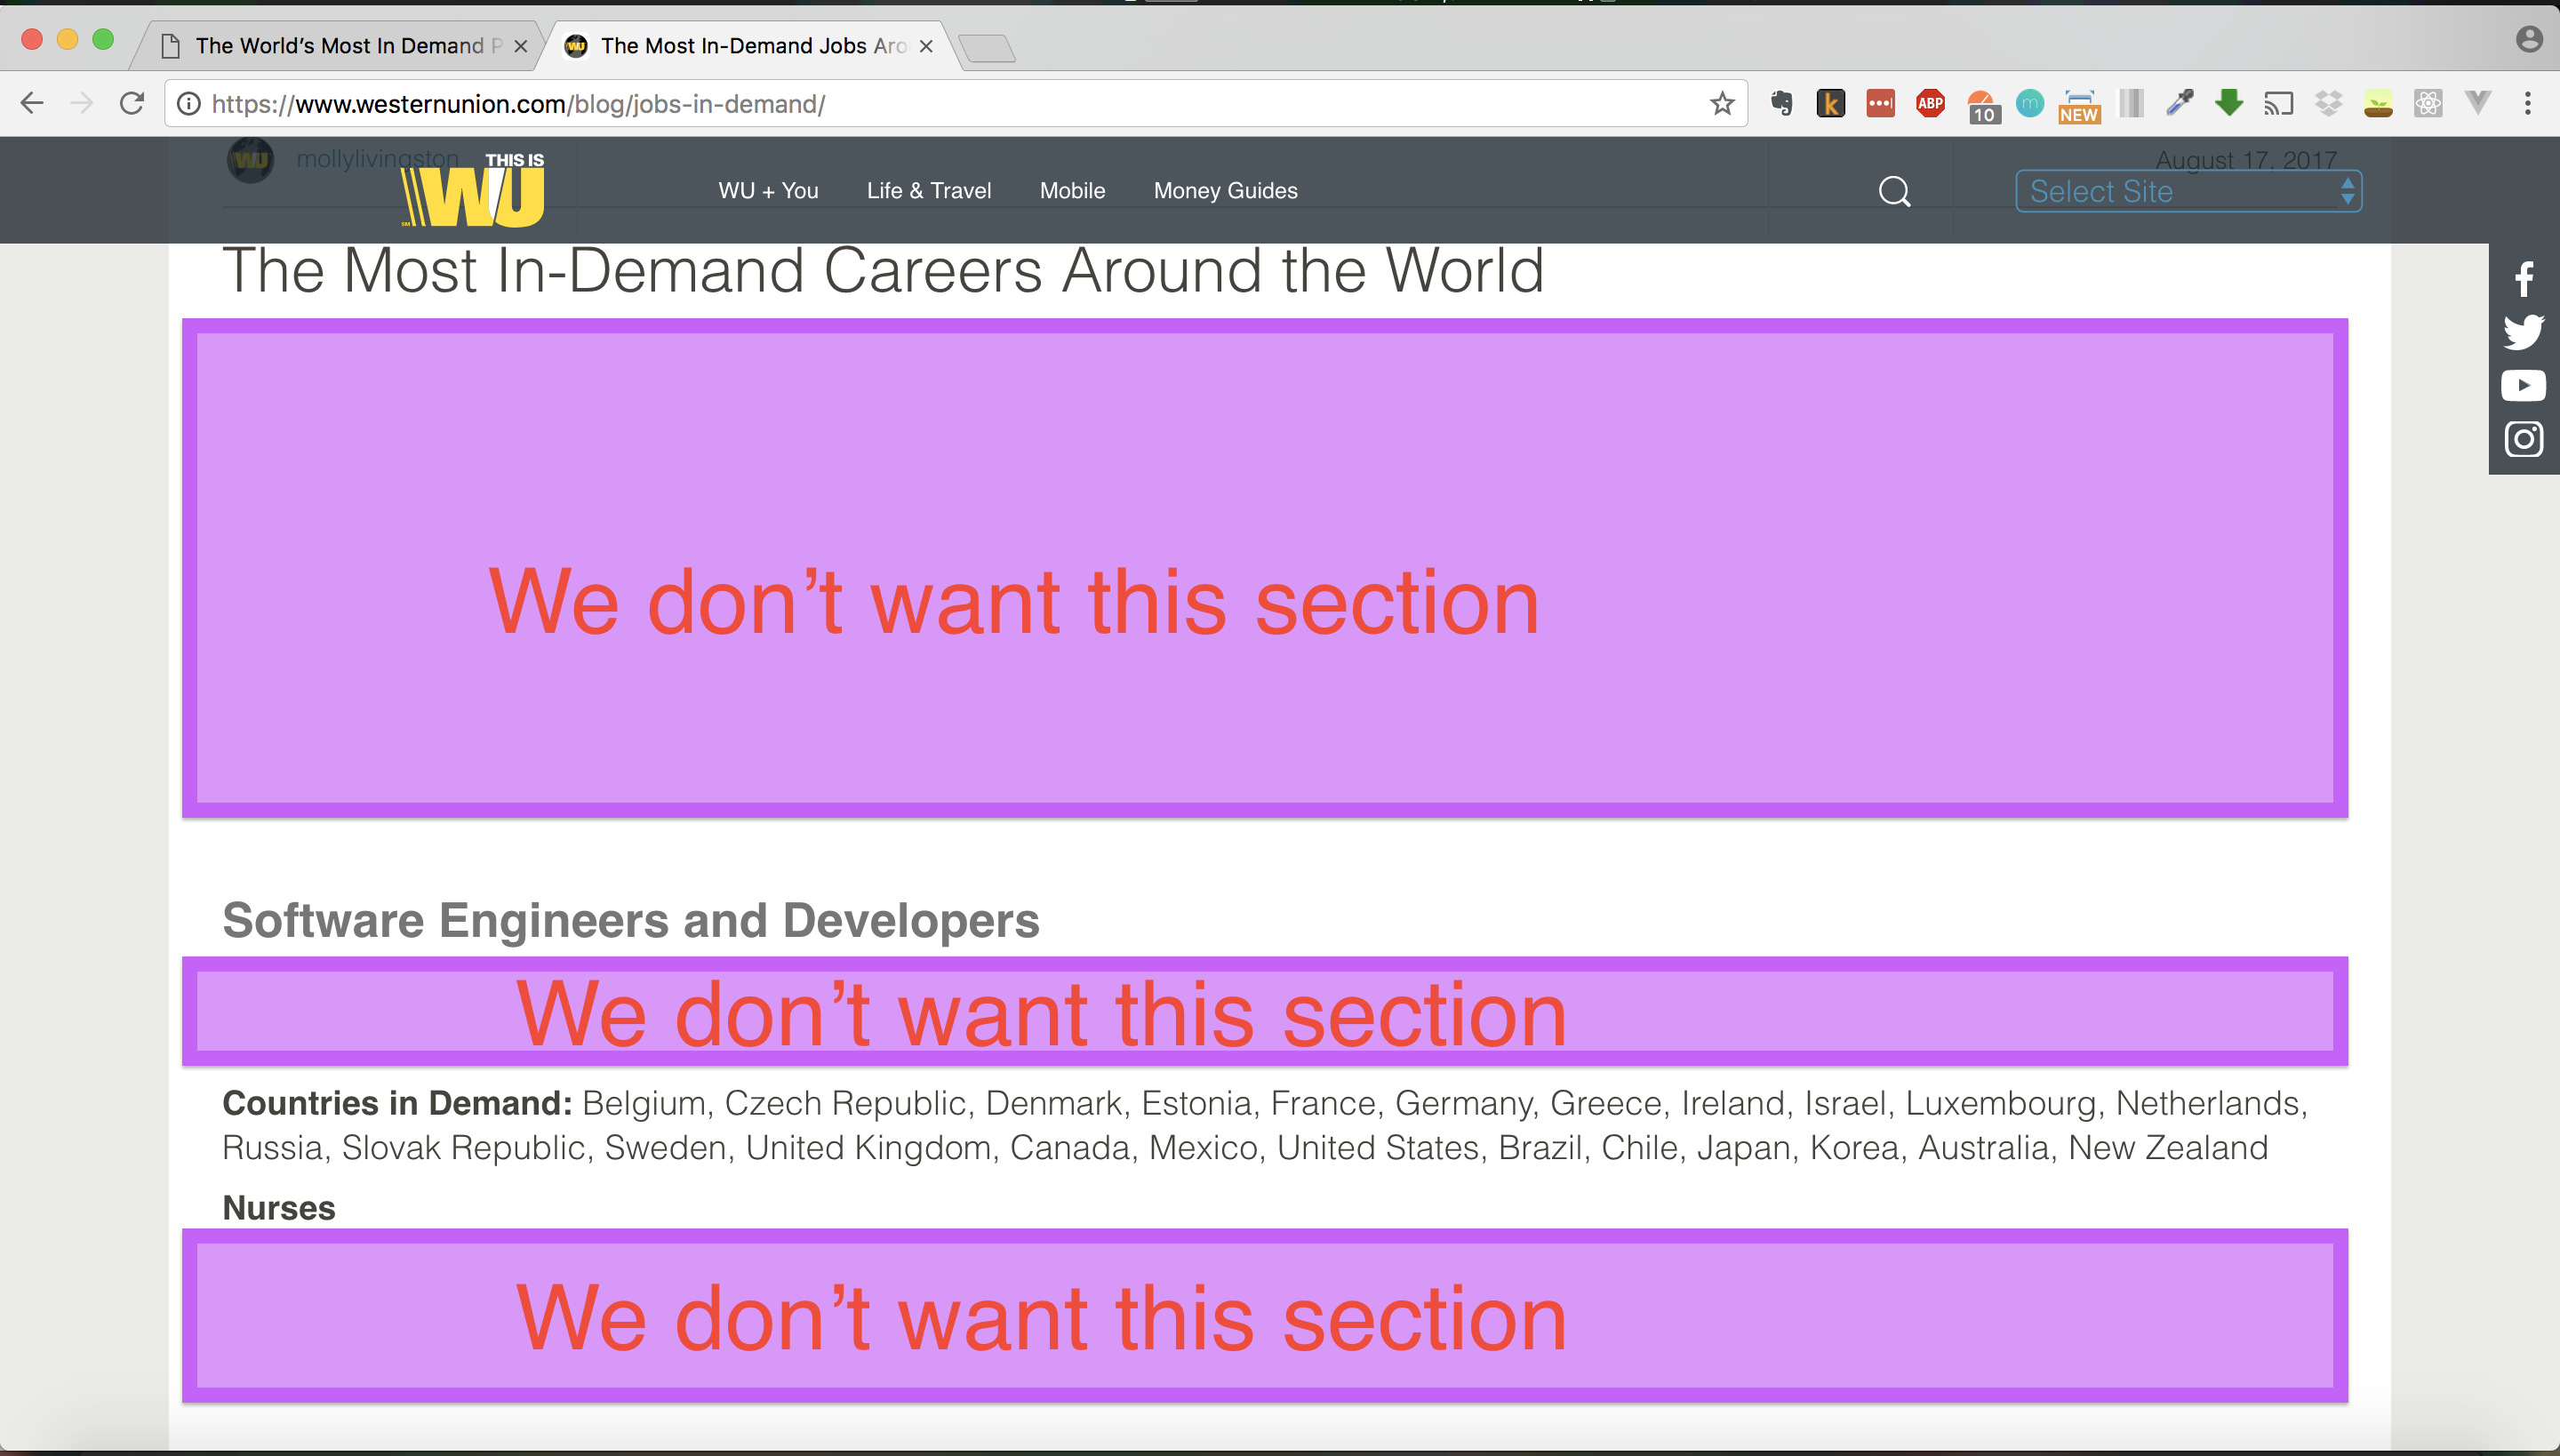 The World's Most In Demand P
The Most In-Demand Jobs Aro
https://www.westernunion.com/blog/jobs-in-demand/
k
ABP
10
m
NEW
mollylivingston
August 17, 2017
THIS IS
WU
SM
WU + You
Life & Travel
Mobile
Money Guides
Select Site
The Most In-Demand Careers Around the World
We don't want this section
Software Engineers and Developers
We don't want this section
Countries in Demand: Belgium, Czech Republic, Denmark, Estonia, France, Germany, Greece, Ireland, Israel, Luxembourg, Netherlands,
Russia, Slovak Republic, Sweden, United Kingdom, Canada, Mexico, United States, Brazil, Chile, Japan, Korea, Australia, New Zealand
Nurses
We don't want this section